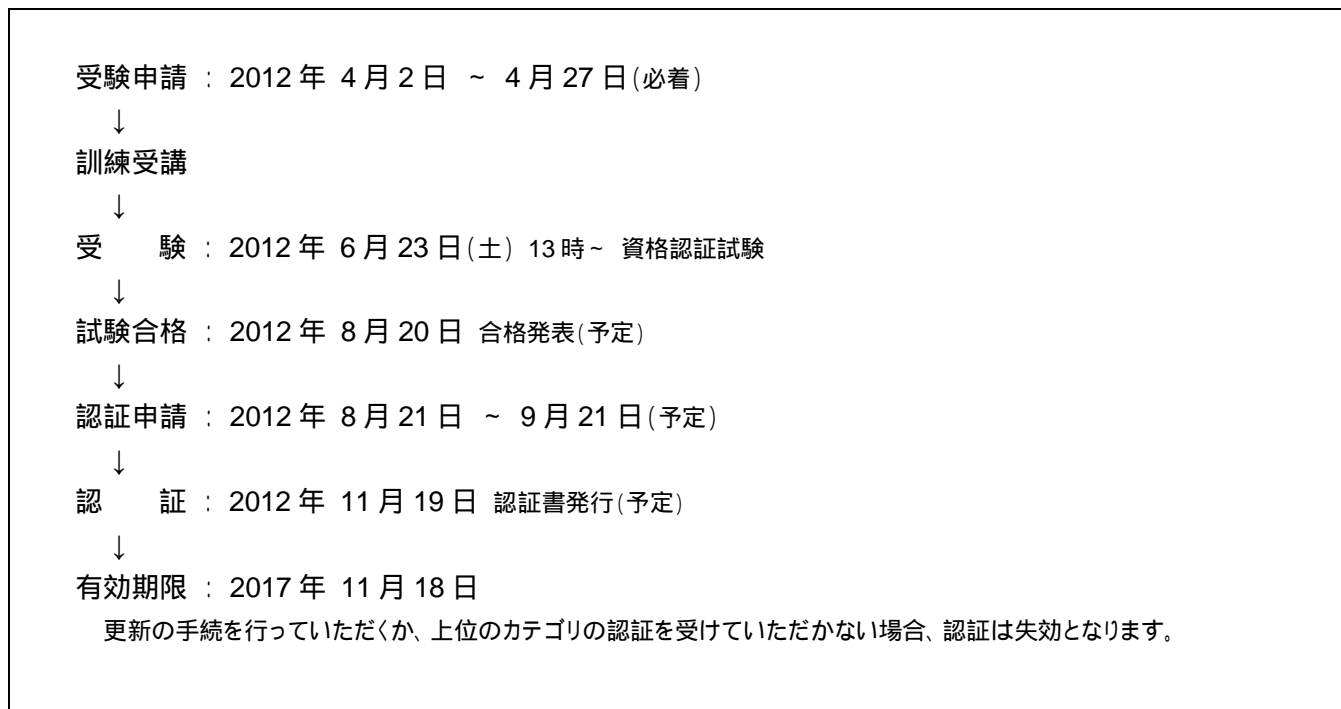 受験申請 : 2012 年 4 月 2 日 ~ 4 月 27 日(必着)
↓
訓練受講
↓
受　　験 : 2012 年 6 月 23 日(土) 13 時~ 資格認証試験
↓
試験合格 : 2012 年 8 月 20 日 合格発表(予定)
↓
認証申請 : 2012 年 8 月 21 日 ~ 9 月 21 日(予定)
↓
認　　証 : 2012 年 11 月 19 日 認証書発行(予定)
↓
有効期限 : 2017 年 11 月 18 日
更新の手続を行っていただくか、上位のカテゴリの認証を受けていただかない場合、認証は失効となります。